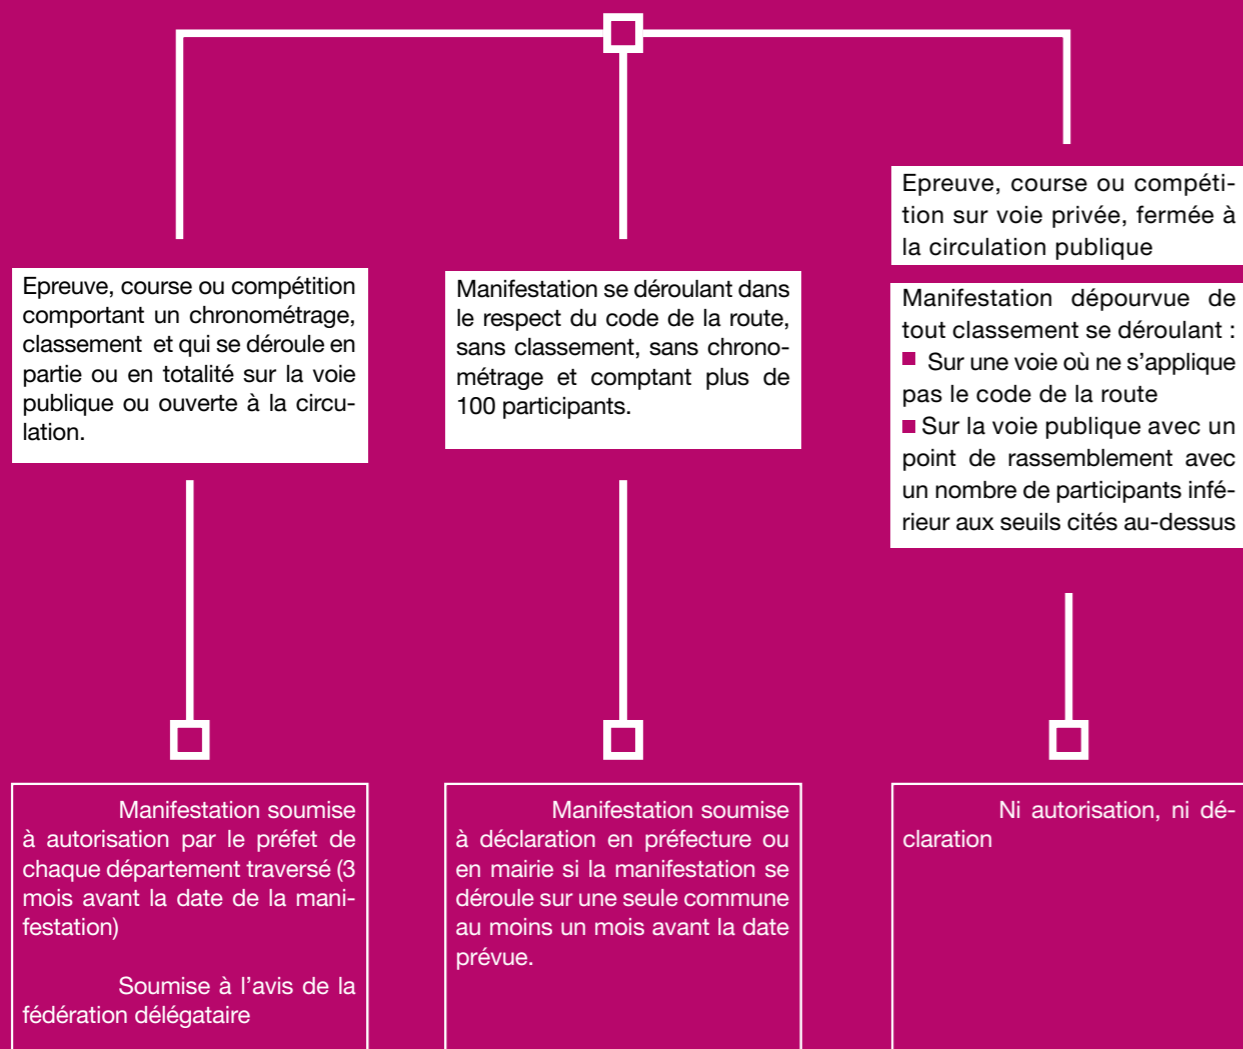 Epreuve, course ou compétition
comportant un chronométrage,
classement et qui se déroule en
partie ou en totalité sur la voie
publique ou ouverte à la circu-
lation.
Manifestation se déroulant dans
le respect du code de la route,
sans classement, sans chrono-
métrage et comptant plus de
100 participants.
Epreuve, course ou compéti-
tion sur voie privée, fermée à
la circulation publique
Manifestation dépourvue de
tout classement se déroulant :
■ Sur une voie où ne s'applique
pas le code de la route
■ Sur la voie publique avec un
point de rassemblement avec
un nombre de participants infé-
rieur aux seuils cités au-dessus
Manifestation soumise
à autorisation par le préfet de
chaque département traversé (3
mois avant la date de la mani-
festation)
Soumise à l'avis de la
fédération délégataire
Manifestation soumise
à déclaration en préfecture ou
en mairie si la manifestation se
déroule sur une seule commune
au moins un mois avant la date
prévue.
Ni autorisation, ni dé-
claration